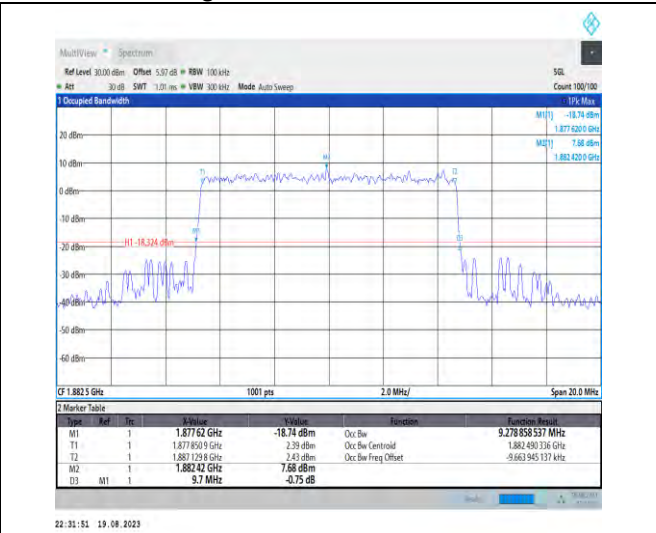 MultiView Spectrum
Ref Level 30.00 dBm Offset 5.97 dB RBW 100 kHz SGL
Att 30 dB SWT 1.01 ms VBW 300 kHz Mode Auto Sweep Count 100/100
1 Occupied Bandwidth 1Pk Max
M1[1] -18.74 dBm
1.877 620 0 GHz
M2[1] 7.68 dBm
1.882 420 0 GHz
20 dBm
10 dBm
M2
T1 T2
0 dBm
-10 dBm
M1
D3
H1 -18.324 dBm
-20 dBm
-30 dBm
-40 dBm
-50 dBm
-60 dBm
CF 1.882 5 GHz 1001 pts 2.0 MHz/ Span 20.0 MHz
2 Marker Table
Type Ref Trc X-Value Y-Value Function Function Result
M1 1 1.877 62 GHz -18.74 dBm Occ Bw 9.278 858 537 MHz
T1 1 1.877 850 9 GHz 2.39 dBm Occ Bw Centroid 1.882 490 336 GHz
T2 1 1.887 129 8 GHz 2.43 dBm Occ Bw Freq Offset -9.663 945 137 kHz
M2 1 1.882 42 GHz 7.68 dBm
D3 M1 1 9.7 MHz -0.75 dB
22:31:51 19.08.2023